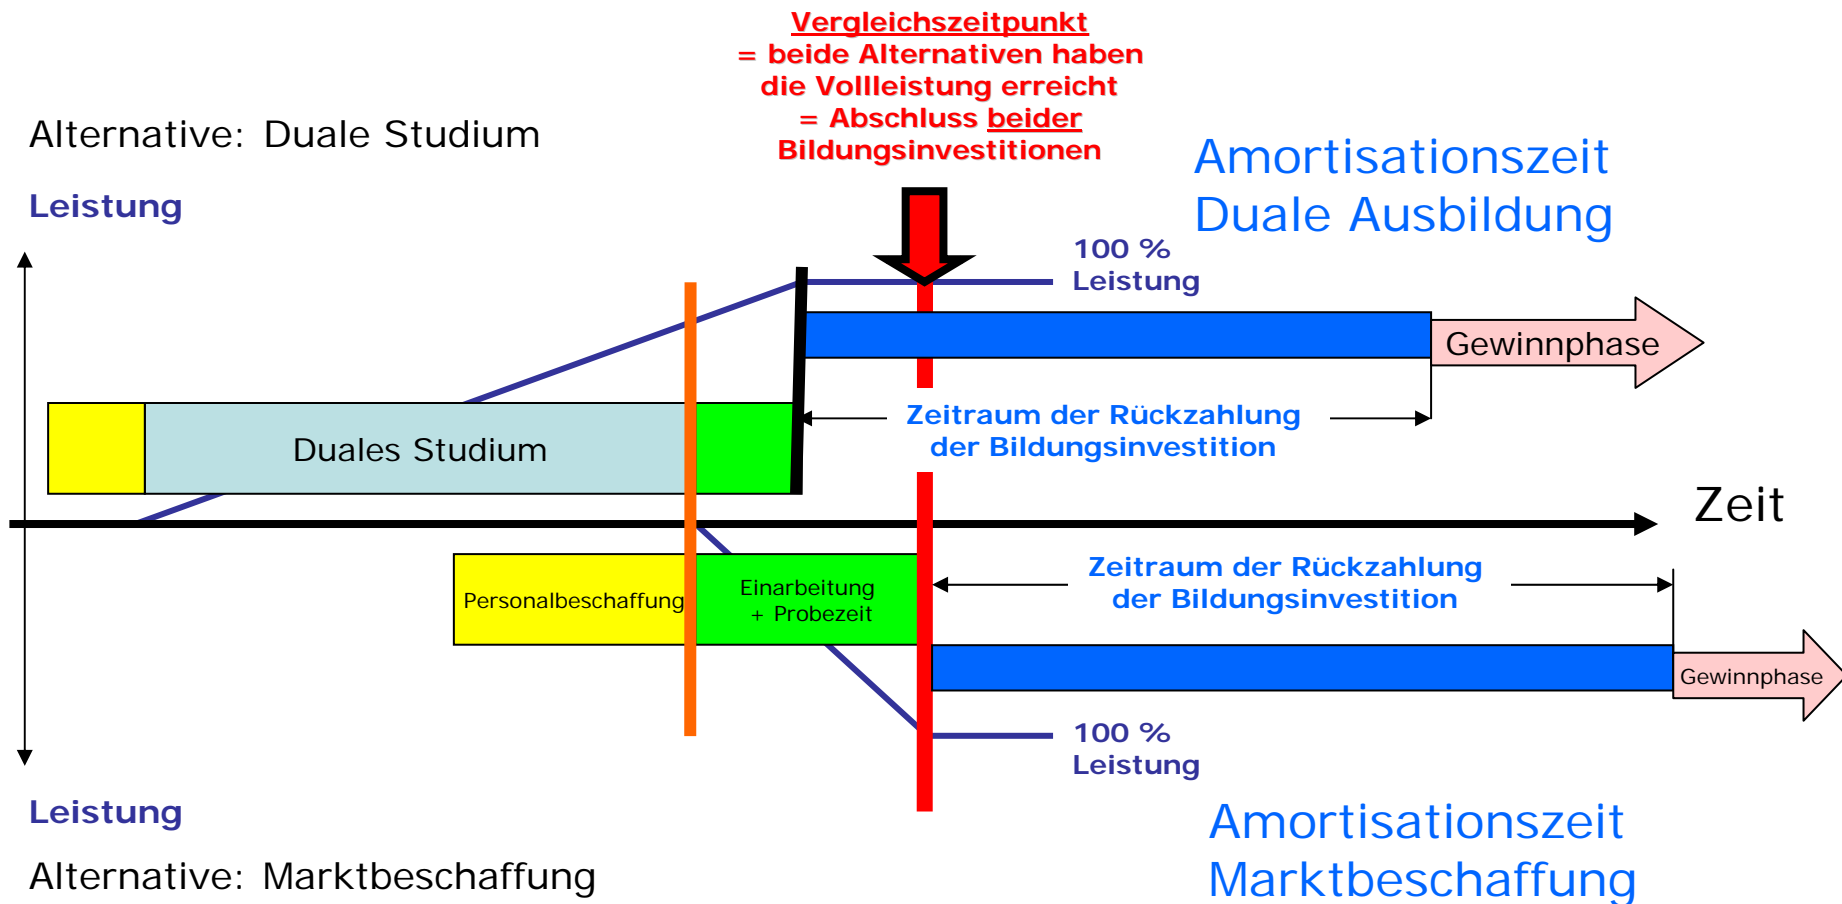 Vergleichszeitpunkt
= beide Alternativen haben
die Vollleistung erreicht
= Abschluss beider
Bildungsinvestitionen
Alternative: Duale Studium
Amortisationszeit
Duale Ausbildung
Leistung
100 %
Leistung
Gewinnphase
Zeitraum der Rückzahlung
der Bildungsinvestition
Duales Studium
Zeit
Zeitraum der Rückzahlung
der Bildungsinvestition
Personalbeschaffung
Einarbeitung
+ Probezeit
Gewinnphase
100 %
Leistung
Leistung
Amortisationszeit
Marktbeschaffung
Alternative: Marktbeschaffung